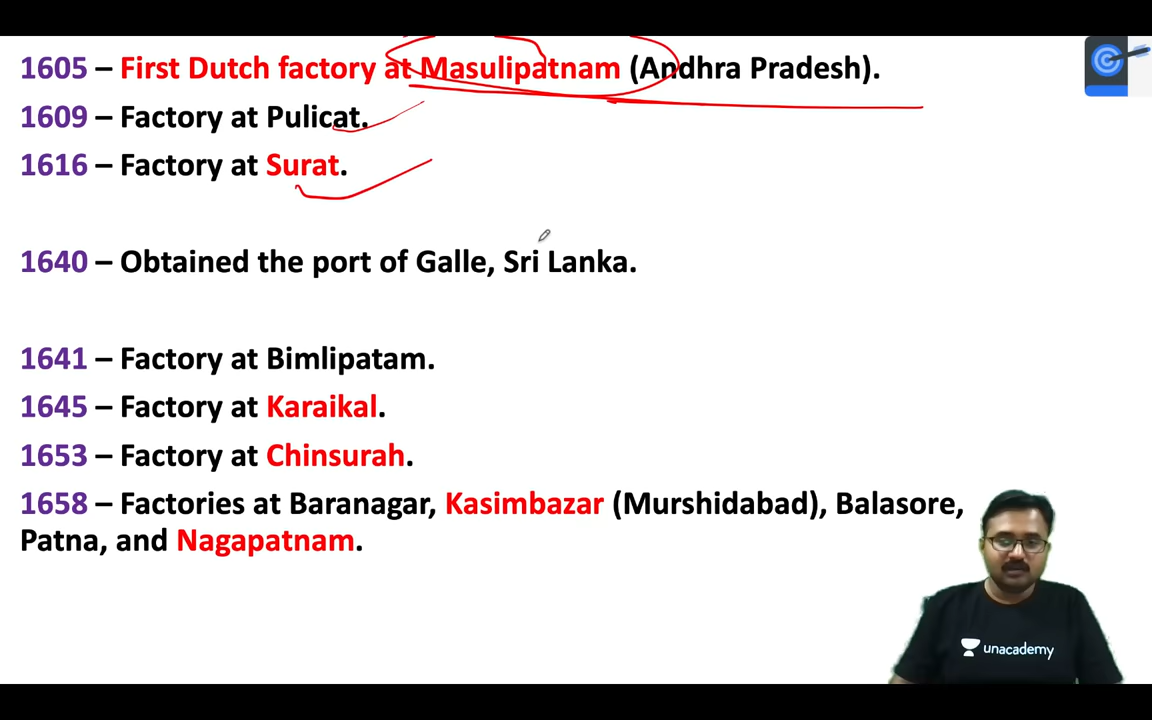 1605 – First Dutch factory at Masulipatnam (Andhra Pradesh).
1609 – Factory at Pulicat.
1616 – Factory at Surat.
1640 – Obtained the port of Galle, Sri Lanka.
1641 – Factory at Bimlipatam.
1645 – Factory at Karaikal.
1653 – Factory at Chinsurah.
1658 – Factories at Baranagar, Kasimbazar (Murshidabad), Balasore,
Patna, and Nagapatnam.
unacademy